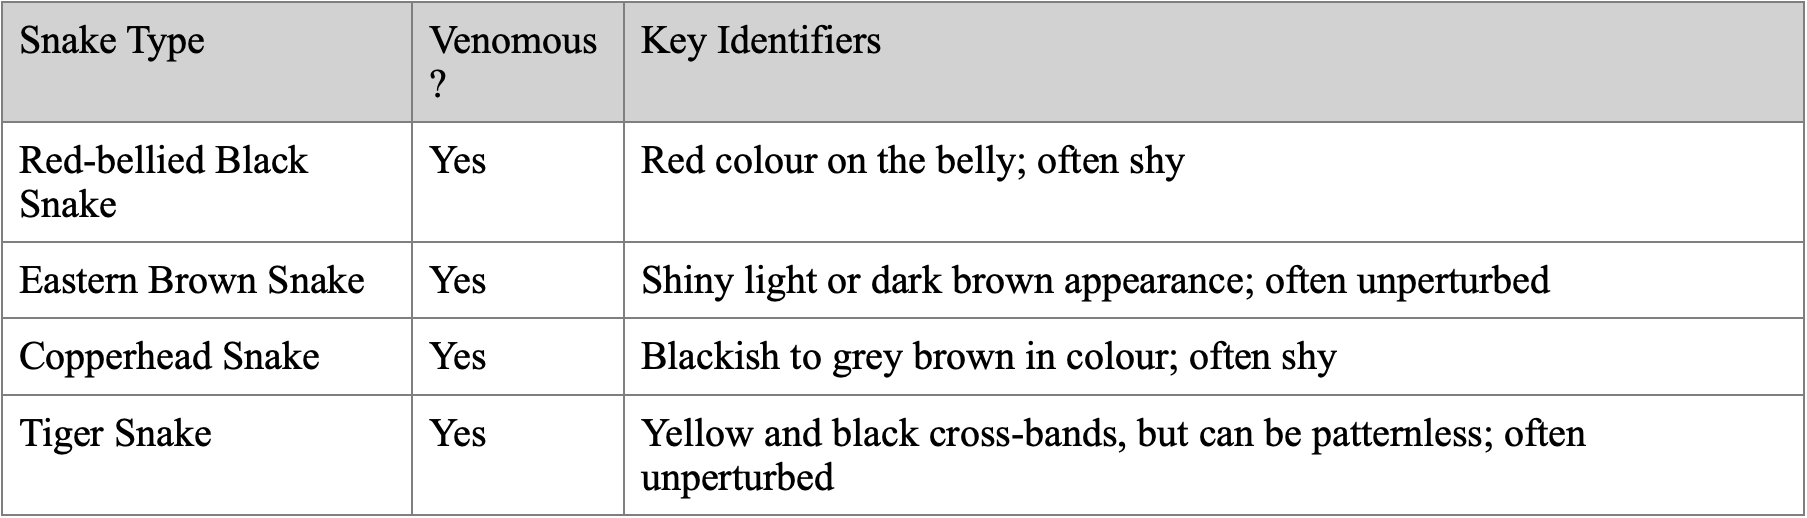 Snake Type
Venomous
?
Key Identifiers
Red-bellied Black
Snake
Yes
Red colour on the belly; often shy
Eastern Brown Snake
Yes
Shiny light or dark brown appearance; often unperturbed
Copperhead Snake
Yes
Blackish to grey brown in colour; often shy
Tiger Snake
Yes
Yellow and black cross-bands, but can be patternless; often
unperturbed